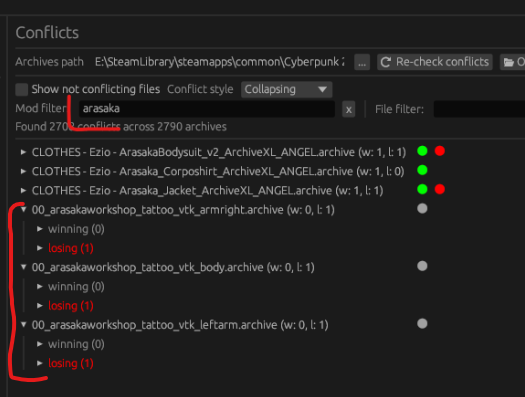 Conflicts
Archives path E:\SteamLibrary\steamapps\common\Cyberpunk 2 ... Re-check conflicts O
Show not conflicting files Conflict style Collapsing
Mod filter: arasaka x File filter:
Found 2703 conflicts across 2790 archives
CLOTHES - Ezio - ArasakaBodysuit_v2_ArchiveXL_ANGEL.archive (w: 1, l: 1)
CLOTHES - Ezio - Arasaka_Corposhirt_ArchiveXL_ANGEL.archive (w: 1, l: 0)
CLOTHES - Ezio - Arasaka_Jacket_ArchiveXL_ANGEL.archive (w: 1, l: 1)
00_arasakaworkshop_tattoo_vtk_armright.archive (w: 0, l: 1)
winning (0)
losing (1)
00_arasakaworkshop_tattoo_vtk_body.archive (w: 0, l: 1)
winning (0)
losing (1)
00_arasakaworkshop_tattoo_vtk_leftarm.archive (w: 0, l: 1)
winning (0)
losing (1)